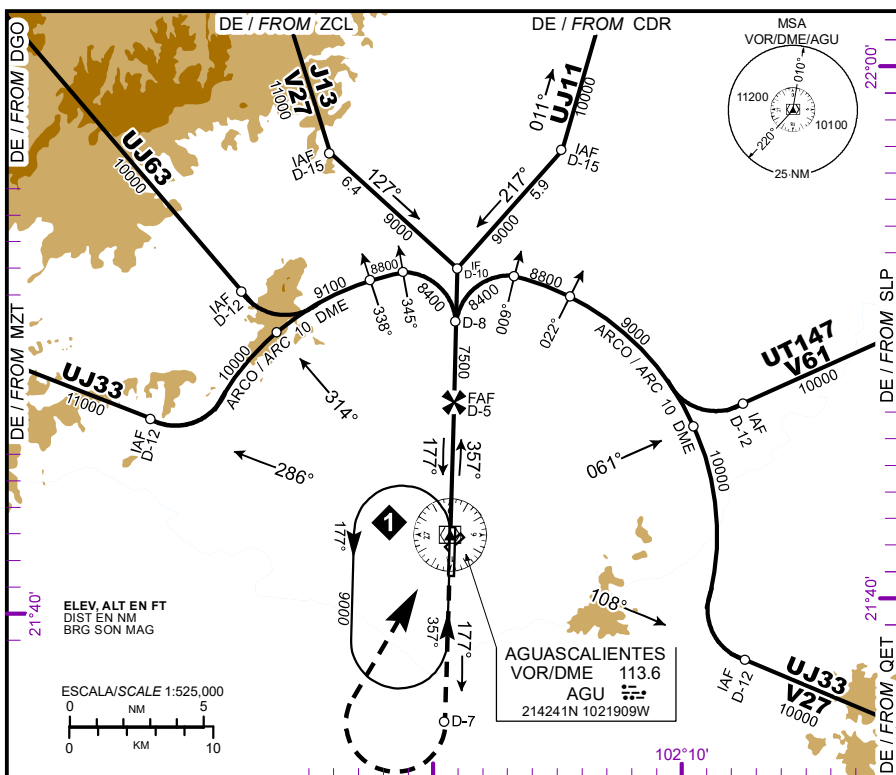 DE / FROM DGO
DE / FROM ZCL
DE / FROM CDR
MSA
VOR/DME/AGU
010°
11200
10100
220°
25 NM
22°00'
J13
V27
11000
UJ11
10000
011°
UJ63
10000
IAF
D-15
6.4
127°
9000
IAF
D-15
217°
5.9
9000
IF
D-10
IAF
D-12
9100
8800
8400
8400
8800
338°
345°
009°
022°
D-8
9000
10000
ARCO / ARC 10 DME
ARCO / ARC 10 DME
DE / FROM MZT
UJ33
11000
IAF
D-12
314°
7500
FAF
D-5
UT147
V61
10000
DE / FROM SLP
IAF
D-12
10000
286°
177°
357°
061°
1
177°
9000
357°
177°
108°
21°40'
ELEV, ALT EN FT
DIST EN NM
BRG SON MAG
AGUASCALIENTES
VOR/DME 113.6
AGU
214241N 1021909W
IAF
D-12
UJ33
V27
10000
DE / FROM QET
ESCALA/SCALE 1:525,000
0 NM 5
0 KM 10
D-7
102°10'